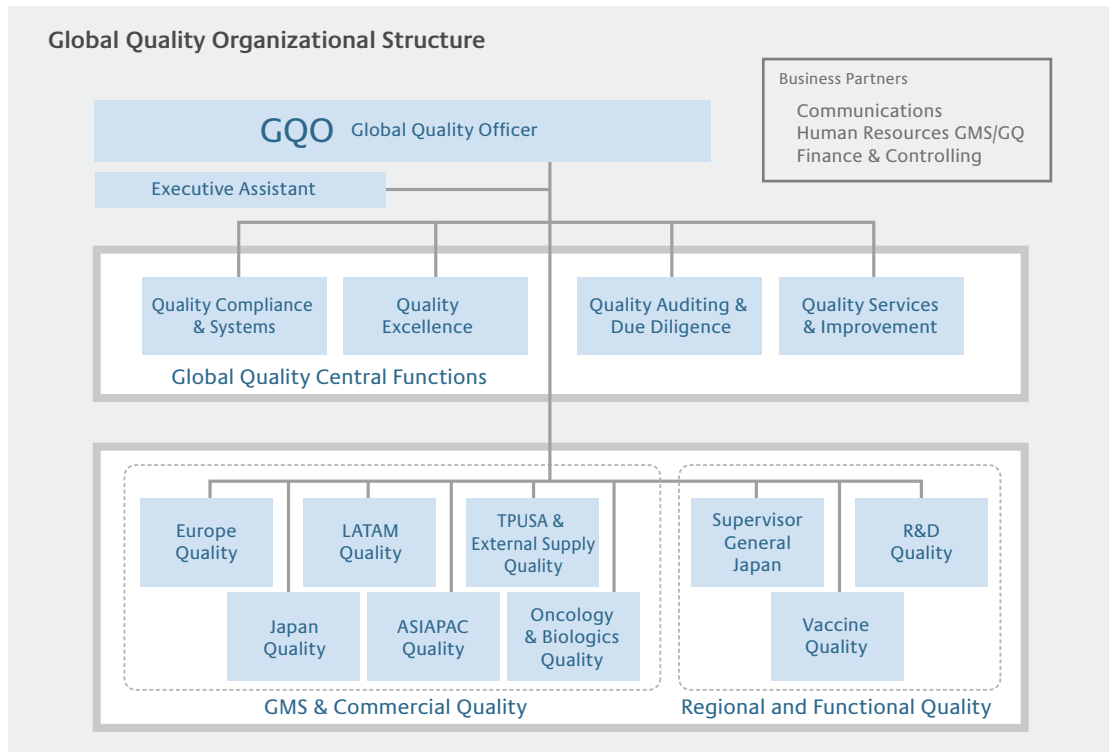 Global Quality Organizational Structure
Business Partners
Communications
Human Resources GMS/GQ
Finance & Controlling
GQO Global Quality Officer
Executive Assistant
Quality Compliance
& Systems
Quality
Excellence
Quality Auditing &
Due Diligence
Quality Services
& Improvement
Global Quality Central Functions
Europe
Quality
LATAM
Quality
TPUSA &
External Supply
Quality
Supervisor
General
Japan
R&D
Quality
Japan
Quality
ASIAPAC
Quality
Oncology
& Biologics
Quality
Vaccine
Quality
GMS & Commercial Quality
Regional and Functional Quality